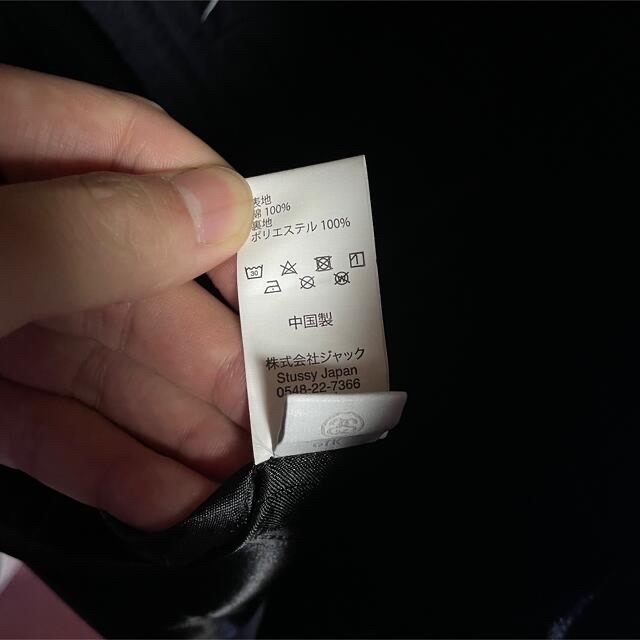 表地
綿 100%
裏地
ポリエステル 100%
30
中国製
株式会社ジャック
Stussy Japan
0548-22-7366